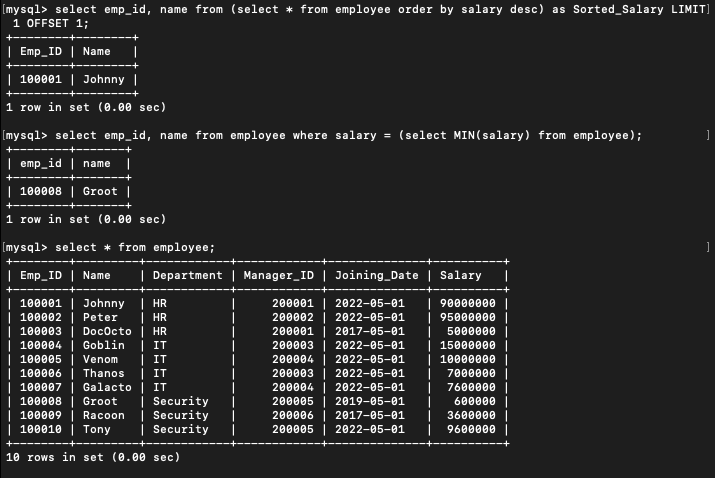 [mysql> select emp_id, name from (select * from employee order by salary desc) as Sorted_Salary LIMIT]
 1 OFFSET 1;
+--------+--------+
| Emp_ID | Name   |
+--------+--------+
| 100001 | Johnny |
+--------+--------+
1 row in set (0.00 sec)

[mysql> select emp_id, name from employee where salary = (select MIN(salary) from employee);          ]
+--------+-------+
| emp_id | name  |
+--------+-------+
| 100008 | Groot |
+--------+-------+
1 row in set (0.00 sec)

[mysql> select * from employee;                                                                       ]
+--------+----------+------------+------------+--------------+----------+
| Emp_ID | Name     | Department | Manager_ID | Joining_Date | Salary   |
+--------+----------+------------+------------+--------------+----------+
| 100001 | Johnny   | HR         |     200001 | 2022-05-01   | 90000000 |
| 100002 | Peter    | HR         |     200002 | 2022-05-01   | 95000000 |
| 100003 | DocOcto  | HR         |     200001 | 2017-05-01   |  5000000 |
| 100004 | Goblin   | IT         |     200003 | 2022-05-01   | 15000000 |
| 100005 | Venom    | IT         |     200004 | 2022-05-01   | 10000000 |
| 100006 | Thanos   | IT         |     200003 | 2022-05-01   |  7000000 |
| 100007 | Galacto  | IT         |     200004 | 2022-05-01   |  7600000 |
| 100008 | Groot    | Security   |     200005 | 2019-05-01   |   600000 |
| 100009 | Racoon   | Security   |     200006 | 2017-05-01   |  3600000 |
| 100010 | Tony     | Security   |     200005 | 2022-05-01   |  9600000 |
+--------+----------+------------+------------+--------------+----------+
10 rows in set (0.00 sec)